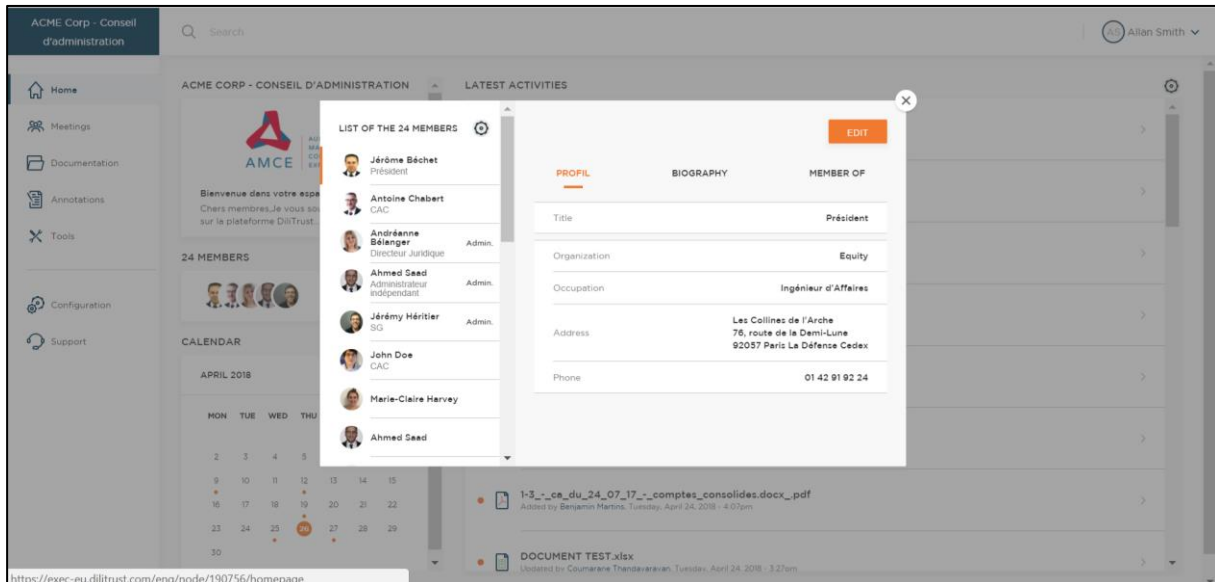 ACME Corp - Conseil
d'administration
Search
AS Allan Smith
Home
Meetings
Documentation
Annotations
Tools
Configuration
Support
ACME CORP - CONSEIL D'ADMINISTRATION
AMCE
Bienvenue dans votre espa
Chers membres,Je vous sou
sur la plateforme DiliTrust...
24 MEMBERS
CALENDAR
APRIL 2018
MON TUE WED THU
2 3 4 5
9 10 11 12 13 14 15
16 17 18 19 20 21 22
23 24 25 26 27 28 29
30
LATEST ACTIVITIES
LIST OF THE 24 MEMBERS
Jérôme Béchet
Président
Antoine Chabert
CAC
Andréanne
Bélanger
Directeur Juridique
Admin.
Ahmed Saad
Administrateur
indépendant
Admin.
Jérémy Héritier
SG
Admin.
John Doe
CAC
Marie-Claire Harvey
Ahmed Saad
EDIT
PROFIL BIOGRAPHY MEMBER OF
Title Président
Organization Equity
Occupation Ingénieur d'Affaires
Address
Les Collines de l'Arche
76, route de la Demi-Lune
92057 Paris La Défense Cedex
Phone 01 42 91 92 24
1-3_-_ca_du_24_07_17_-_comptes_consolides.docx_.pdf
Added by Benjamin Martins, Tuesday, April 24, 2018 - 4:07pm
DOCUMENT TEST.xlsx
Updated by Coumarane Thandavarayan, Tuesday, April 24, 2018 - 3:27pm
https://exec-eu.dilitrust.com/eng/node/190756/homepage